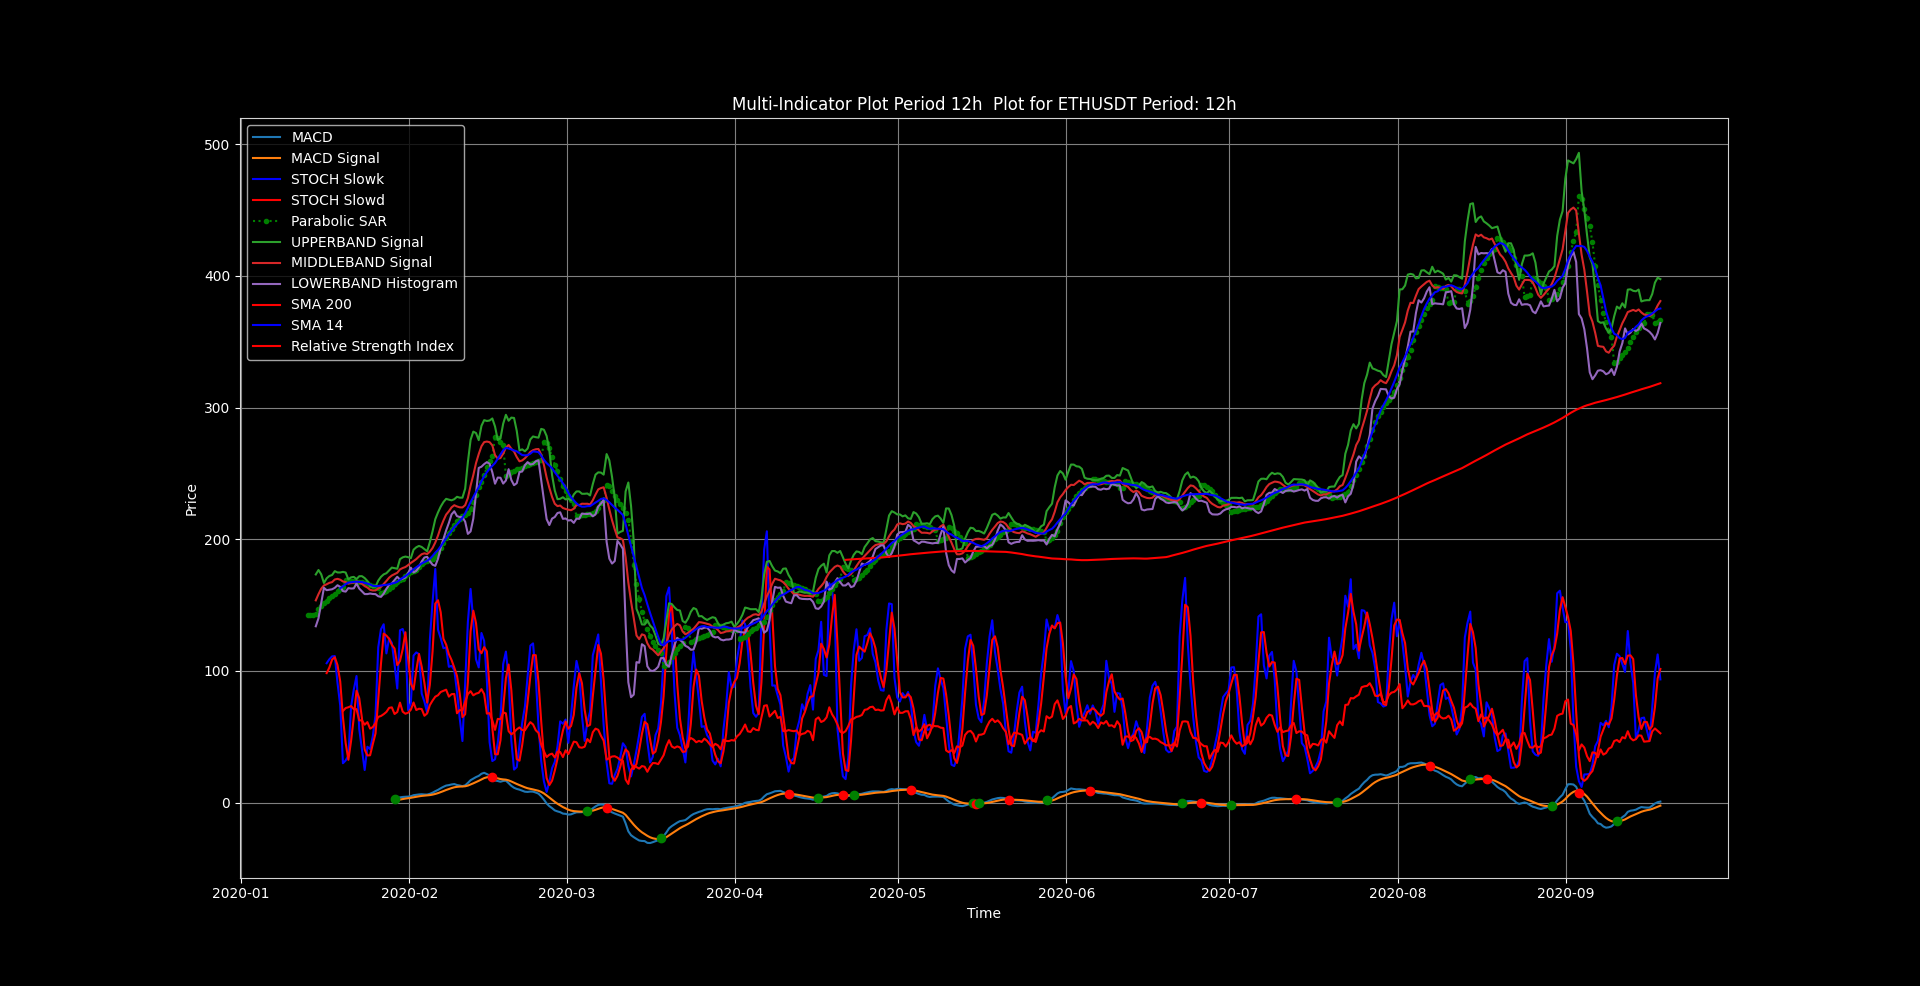 Multi-Indicator Plot Period 12h  Plot for ETHUSDT Period: 12h
MACD
MACD Signal
STOCH Slowk
STOCH Slowd
Parabolic SAR
UPPERBAND Signal
MIDDLEBAND Signal
LOWERBAND Histogram
SMA 200
SMA 14
Relative Strength Index
500
400
300
200
100
0
Price
2020-01 2020-02 2020-03 2020-04 2020-05 2020-06 2020-07 2020-08 2020-09
Time